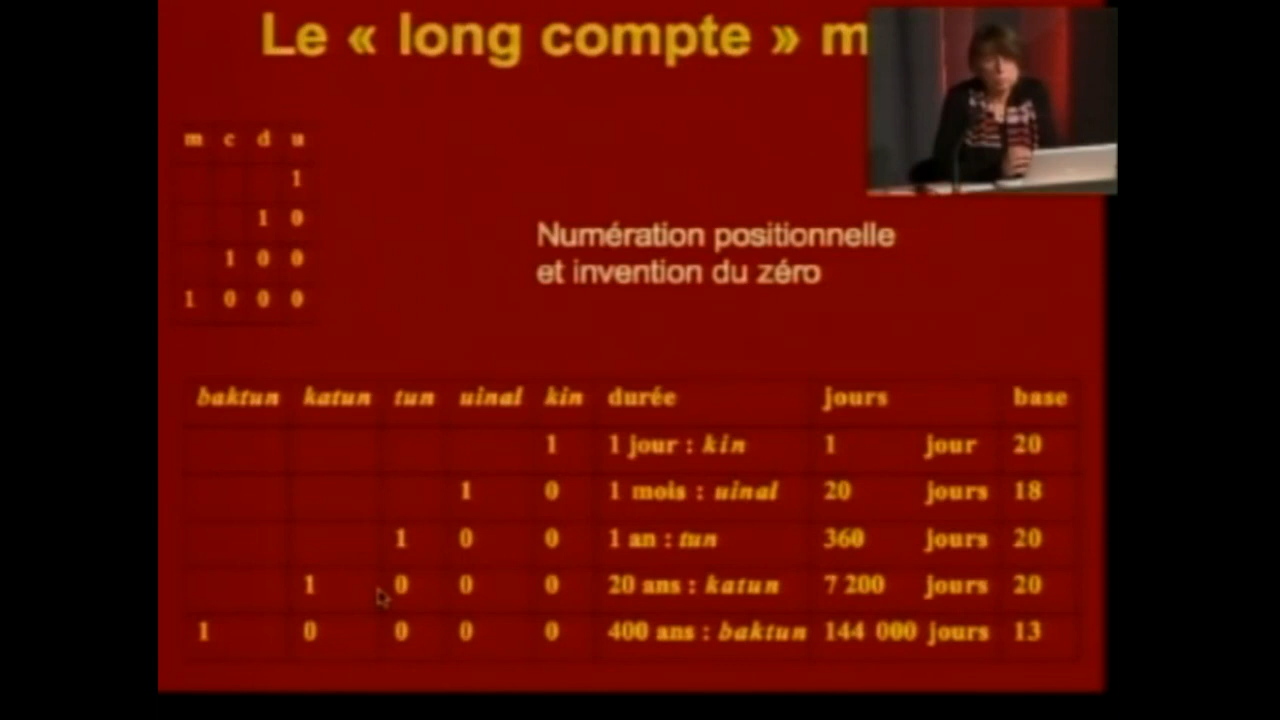 Le « long compte » m
m c d u
1
1 0
1 0 0
1 0 0 0
Numération positionnelle
et invention du zéro
baktun katun tun uinal kin durée jours base
1 1 jour : kin 1 jour 20
1 0 1 mois : uinal 20 jours 18
1 0 0 1 an : tun 360 jours 20
1 0 0 0 20 ans : katun 7 200 jours 20
1 0 0 0 0 400 ans : baktun 144 000 jours 13